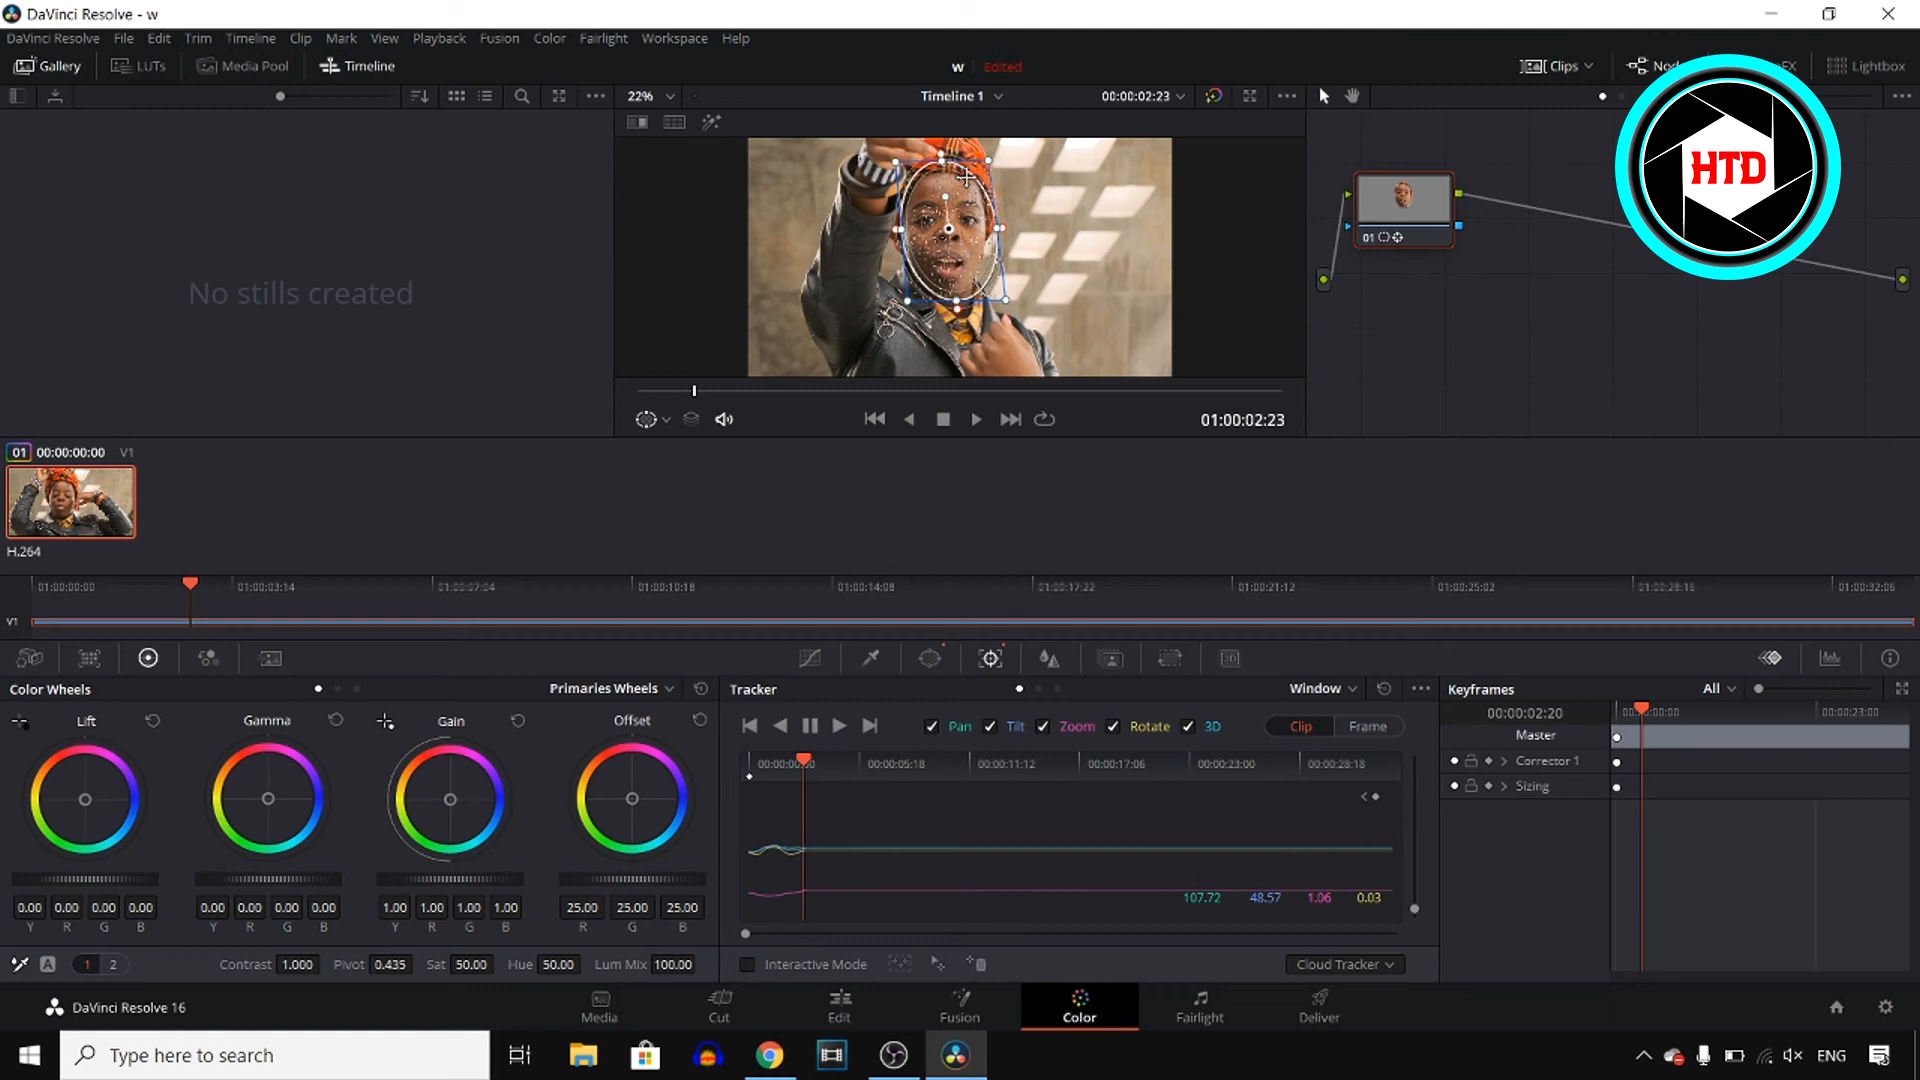 DaVinci Resolve - w
DaVinci Resolve File Edit Trim Timeline Clip Mark View Playback Fusion Color Fairlight Workspace Help
Gallery LUTs Media Pool Timeline w Edited Clips Nod FX Lightbox
22% Timeline 1 00:00:02:23
HTD
01
No stills created
01:00:02:23
01 00:00:00:00 V1
H.264
01:00:00:00 01:00:03:14 01:00:07:04 01:00:10:18 01:00:14:08 01:00:17:22 01:00:21:12 01:00:25:02 01:00:28:16 01:00:32:06
V1
Color Wheels Primaries Wheels Tracker Window Keyframes All
Lift Gamma Gain Offset
Pan Tilt Zoom Rotate 3D Clip Frame
00:00:02:20 00:00:00 00:00:23:00
Master
Corrector 1
Sizing
00:00:00 00:00:05:18 00:00:11:12 00:00:17:06 00:00:23:00 00:00:28:18
107.72 48.57 1.06 0.03
0.00 0.00 0.00 0.00 0.00 0.00 0.00 0.00 1.00 1.00 1.00 1.00 25.00 25.00 25.00
Y R G B Y R G B Y R G B R G B
A 1 2 Contrast 1.000 Pivot 0.435 Sat 50.00 Hue 50.00 Lum Mix 100.00
Interactive Mode Cloud Tracker
DaVinci Resolve 16 Media Cut Edit Fusion Color Fairlight Deliver
Type here to search ENG